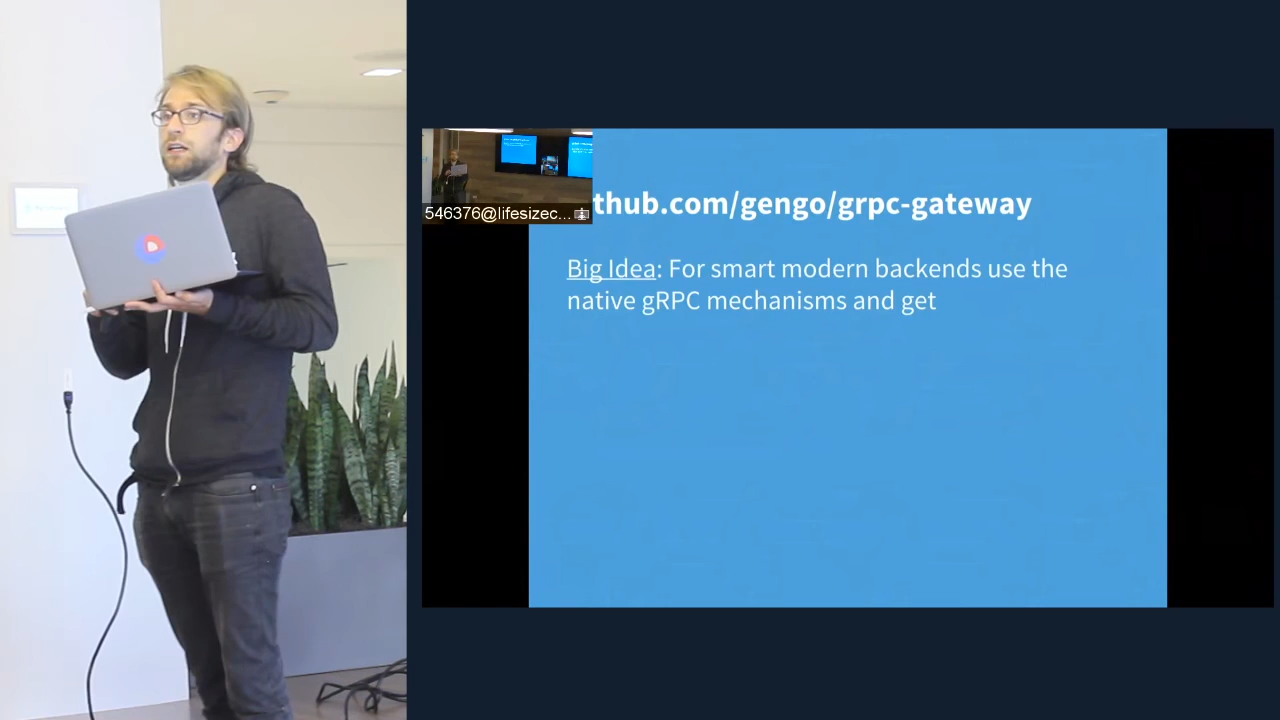 thub.com/gengo/grpc-gateway
546376@lifesizec...
Big Idea: For smart modern backends use the
native gRPC mechanisms and get